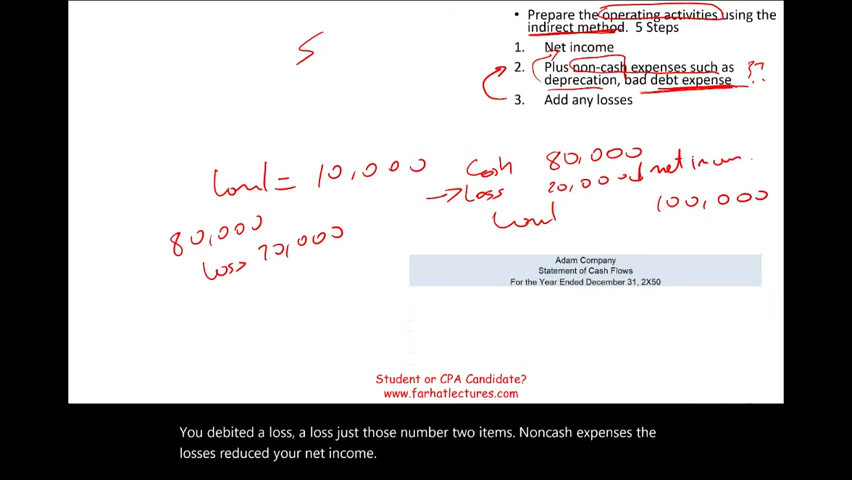 • Prepare the operating activities using the
indirect method. 5 Steps
1. Net income
2. Plus non-cash expenses such as
deprecation, bad debt expense ??
3. Add any losses
5
Land = 10,000
80,000
loss 20,000
Cash 80,000
Loss 20,000 ↓ net incom
Land 100,000
Adam Company
Statement of Cash Flows
For the Year Ended December 31, 2X50
Student or CPA Candidate?
www.farhatlectures.com
You debited a loss, a loss just those number two items. Noncash expenses the
losses reduced your net income.